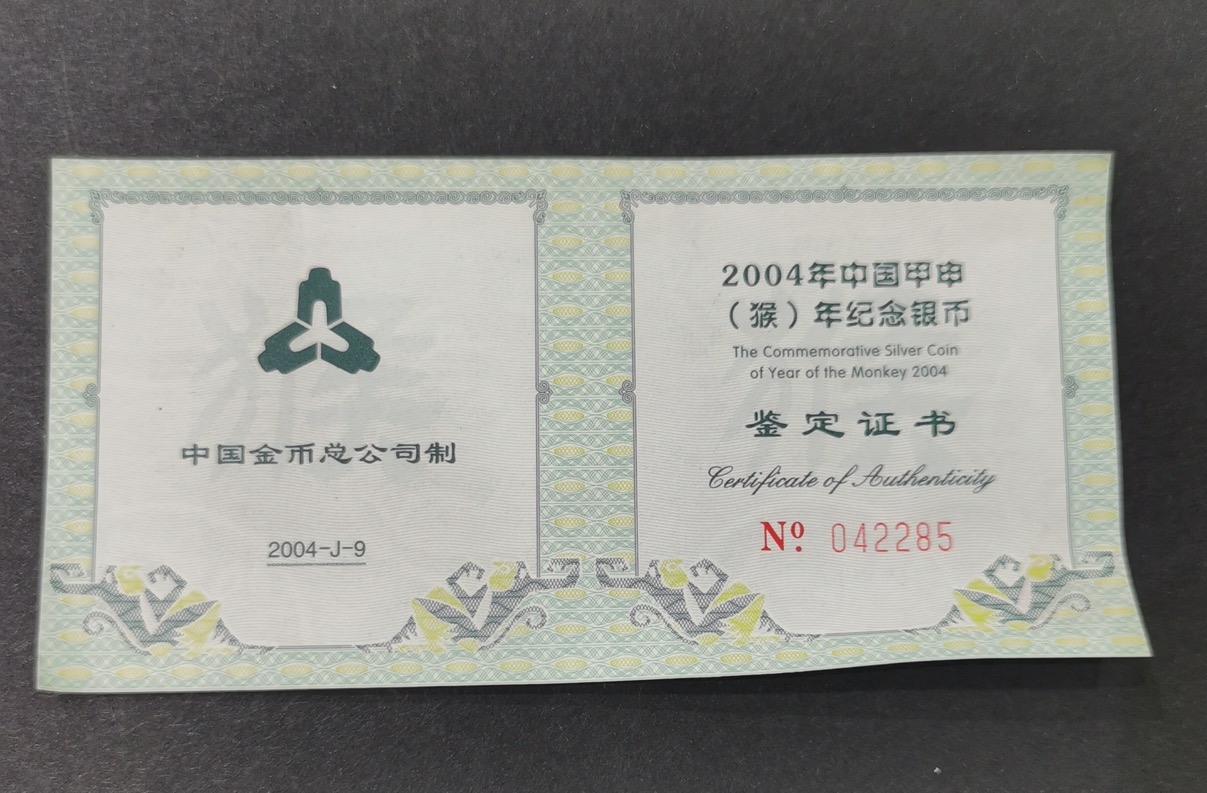 中国金币总公司制
2004-J-9
2004年中国甲申
（猴）年纪念银币
The Commemorative Silver Coin
of Year of the Monkey 2004
鉴定证书
Certificate of Authenticity
Nº 042285